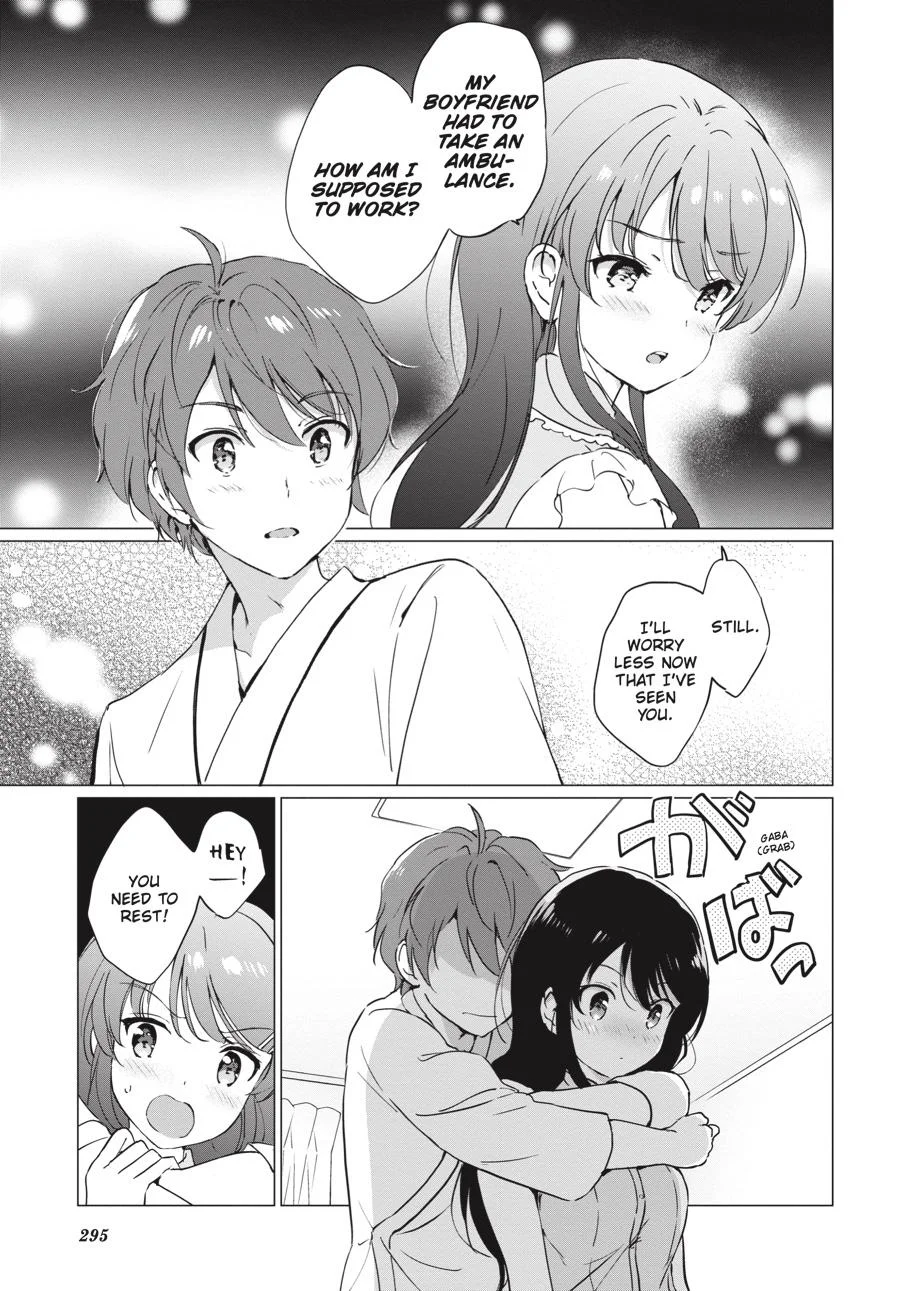 MY
BOYFRIEND
HAD TO
TAKE AN
AMBU-
LANCE.
HOW AM I
SUPPOSED
TO WORK?
STILL.
I'LL
WORRY
LESS NOW
THAT I'VE
SEEN
YOU.
がばっ
GABA
(GRAB)
HEY
—!
YOU
NEED TO
REST!
295